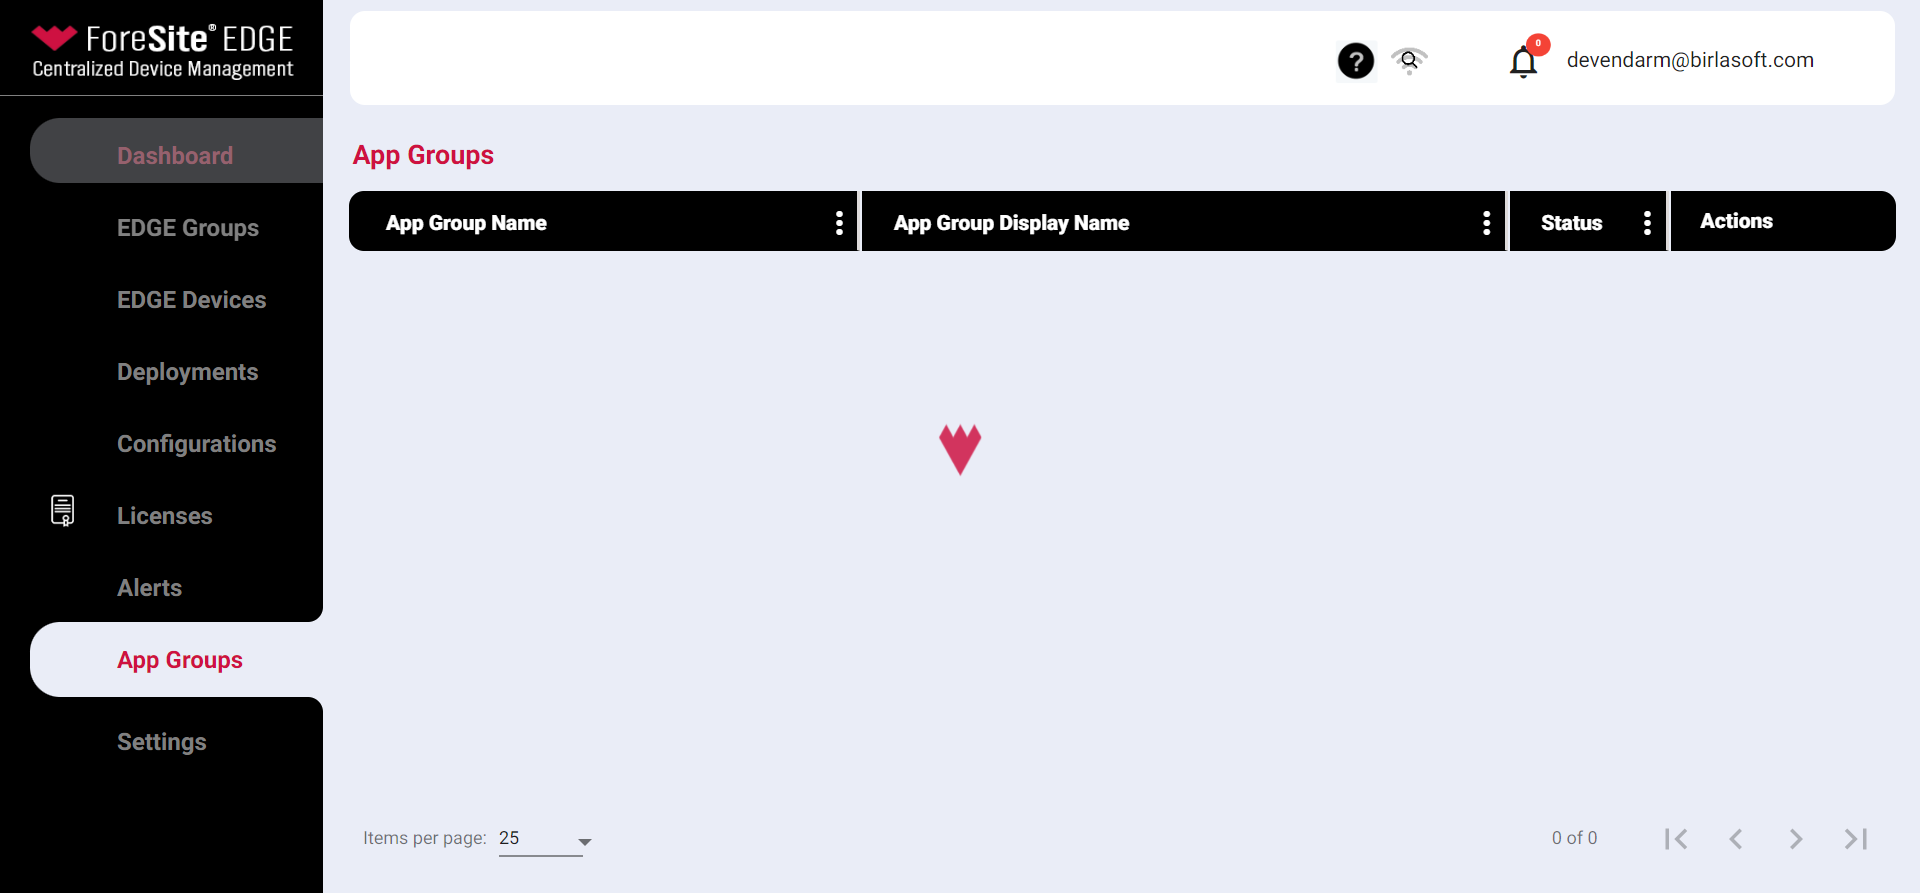 ForeSite® EDGE
Centralized Device Management
Dashboard
EDGE Groups
EDGE Devices
Deployments
Configurations
Licenses
Alerts
App Groups
Settings
?
0
devendarm@birlasoft.com
App Groups
App Group Name
App Group Display Name
Status
Actions
Items per page: 25
0 of 0